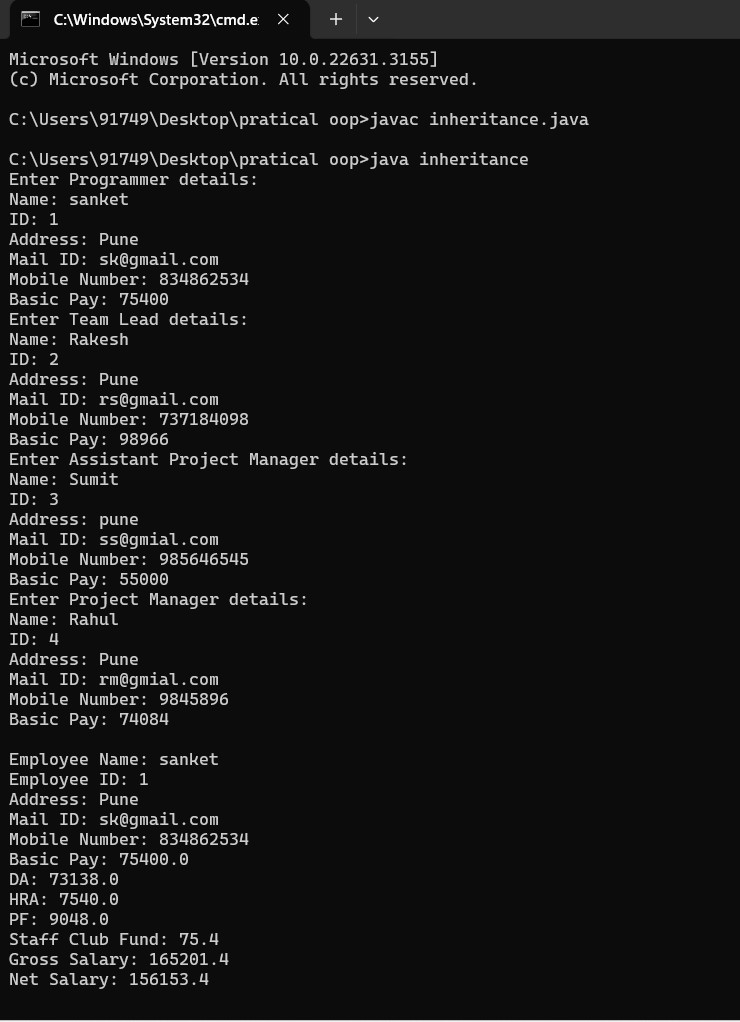 C:\Windows\System32\cmd.e
Microsoft Windows [Version 10.0.22631.3155]
(c) Microsoft Corporation. All rights reserved.
C:\Users\91749\Desktop\pratical oop>javac inheritance.java
C:\Users\91749\Desktop\pratical oop>java inheritance
Enter Programmer details:
Name: sanket
ID: 1
Address: Pune
Mail ID: sk@gmail.com
Mobile Number: 834862534
Basic Pay: 75400
Enter Team Lead details:
Name: Rakesh
ID: 2
Address: Pune
Mail ID: rs@gmail.com
Mobile Number: 737184098
Basic Pay: 98966
Enter Assistant Project Manager details:
Name: Sumit
ID: 3
Address: pune
Mail ID: ss@gmial.com
Mobile Number: 985646545
Basic Pay: 55000
Enter Project Manager details:
Name: Rahul
ID: 4
Address: Pune
Mail ID: rm@gmial.com
Mobile Number: 9845896
Basic Pay: 74084
Employee Name: sanket
Employee ID: 1
Address: Pune
Mail ID: sk@gmail.com
Mobile Number: 834862534
Basic Pay: 75400.0
DA: 73138.0
HRA: 7540.0
PF: 9048.0
Staff Club Fund: 75.4
Gross Salary: 165201.4
Net Salary: 156153.4